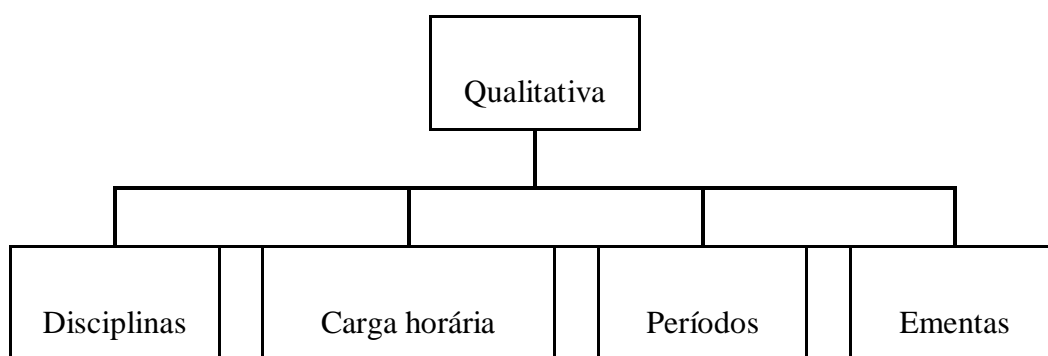 Qualitativa
Disciplinas
Carga horária
Períodos
Ementas